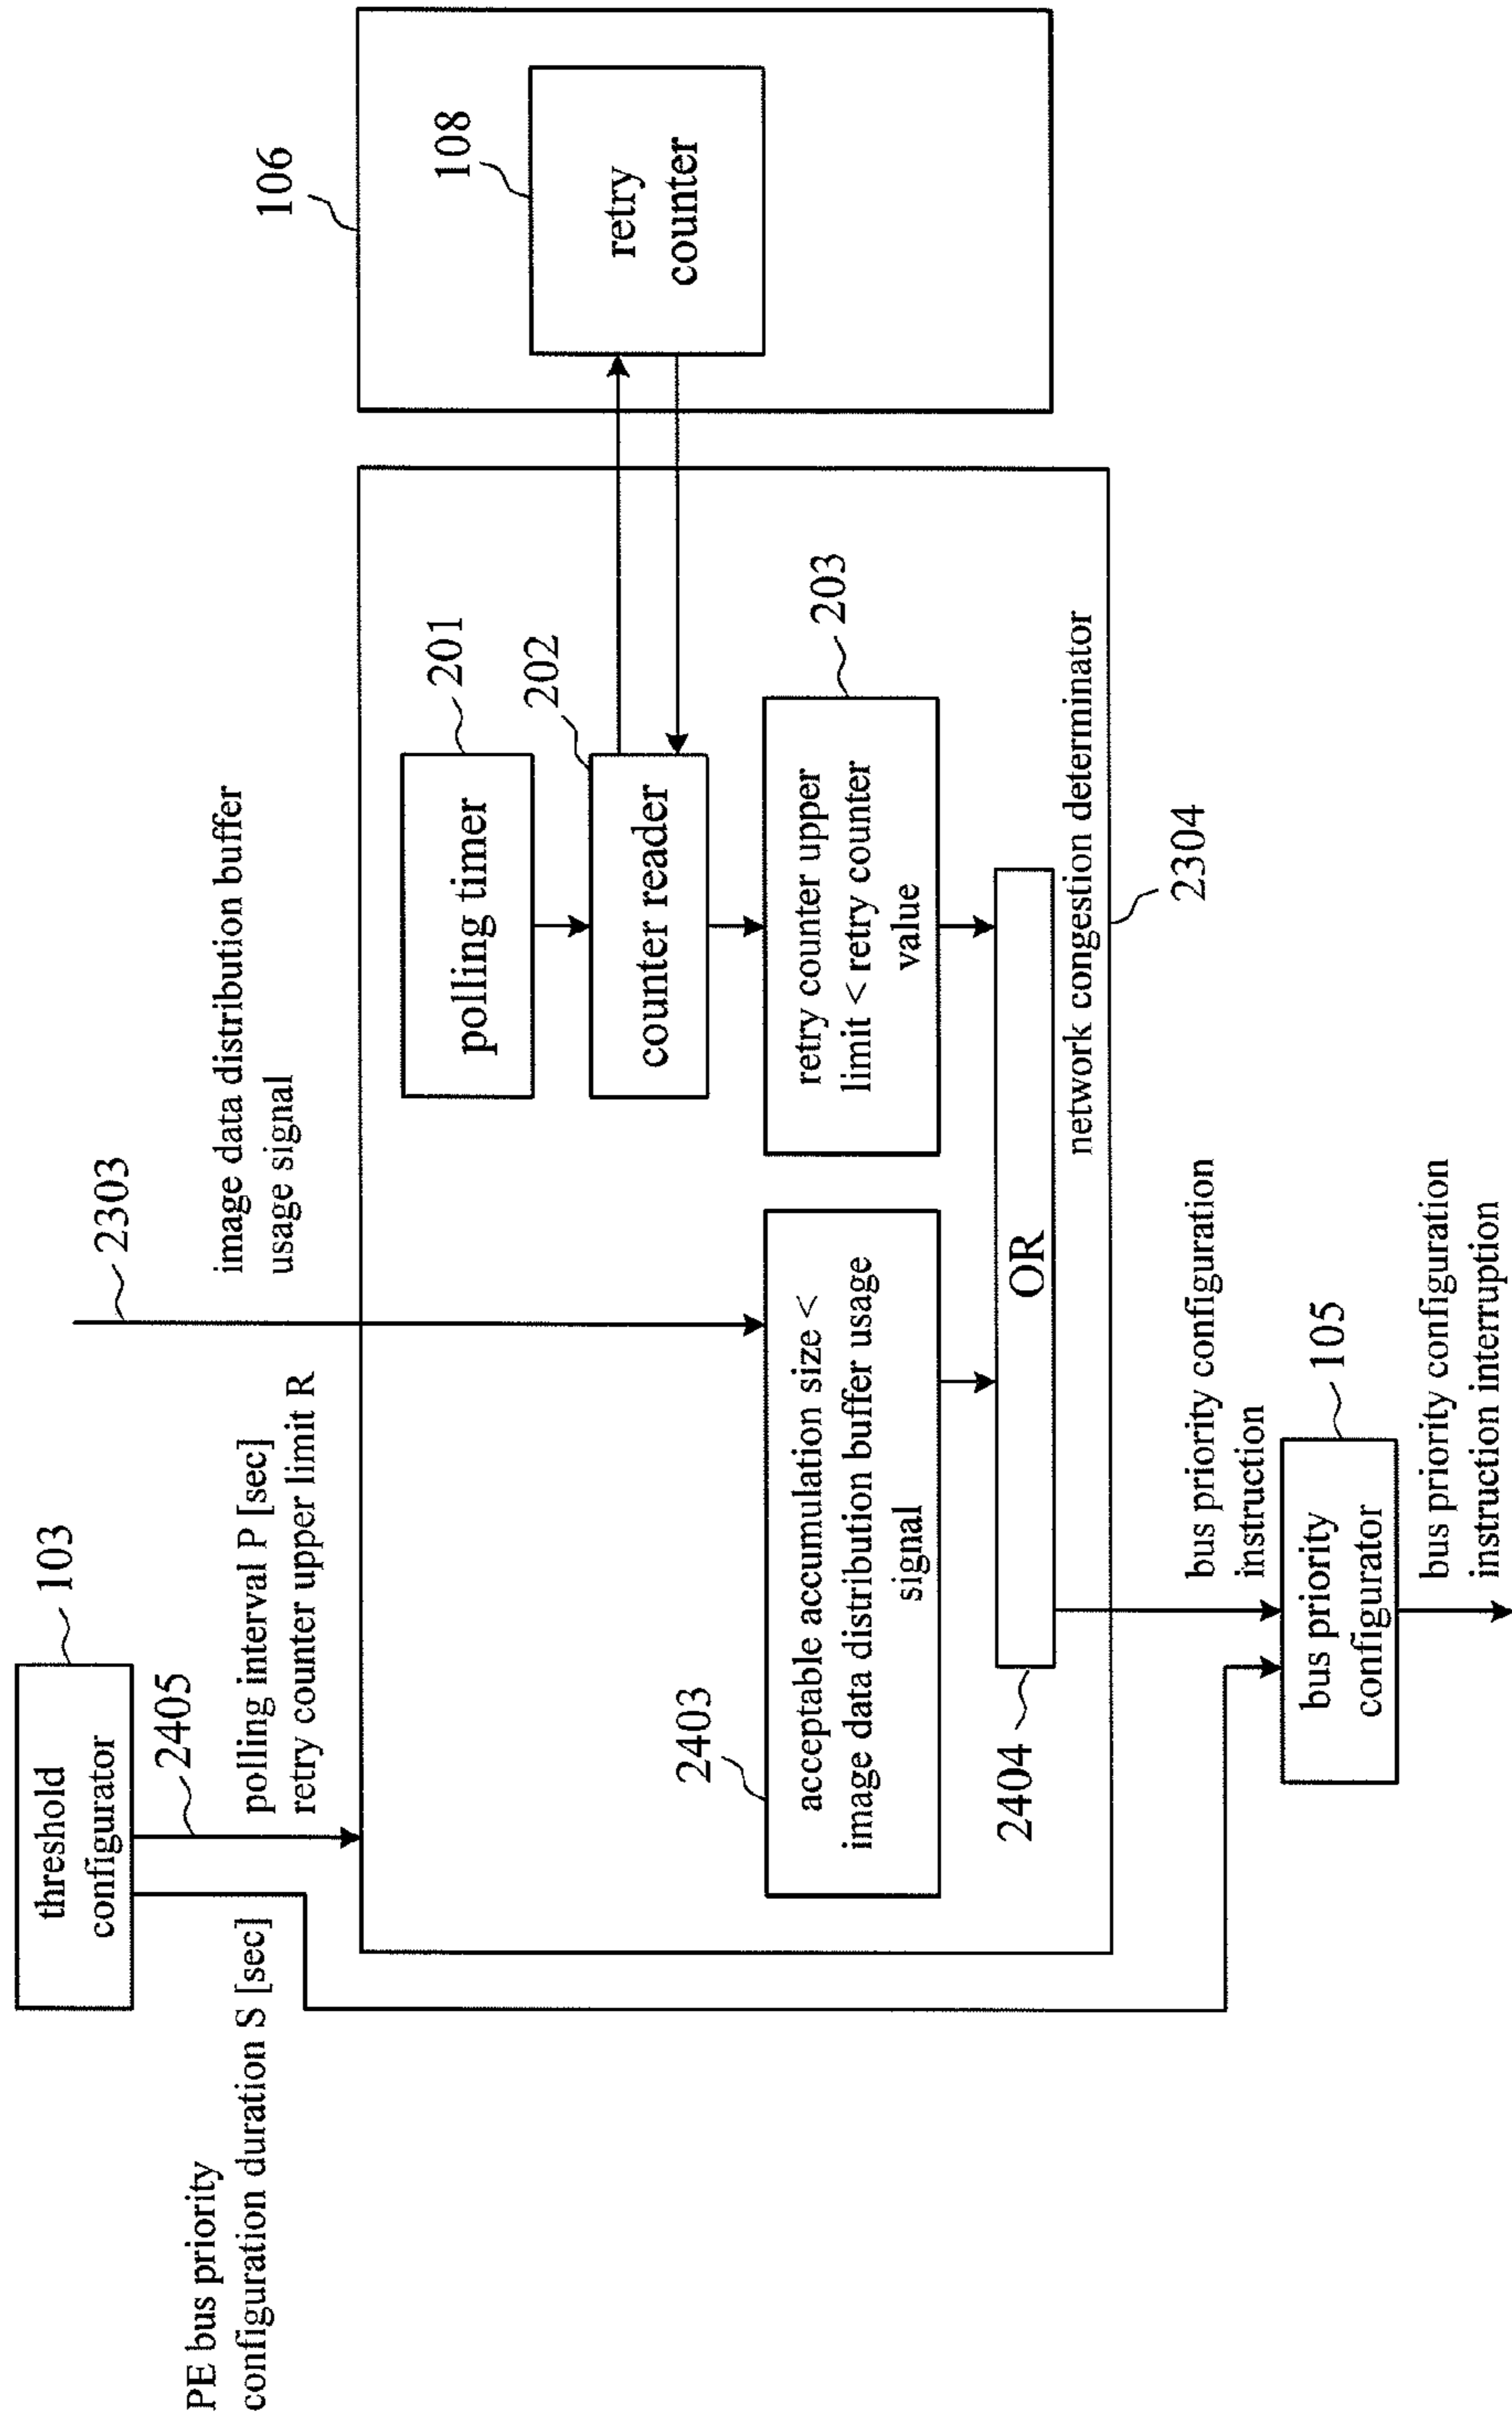 threshold
configurator
103
2405
PE bus priority
configuration duration S [sec]
polling interval P [sec]
retry counter upper limit R
2303
image data distribution buffer
usage signal
polling timer
201
counter reader
202
106
retry
counter
108
2403
acceptable accumulation size <
image data distribution buffer usage
signal
retry counter upper
limit < retry counter
value
203
OR
2404
network congestion determinator
2304
bus priority configuration
instruction
bus priority
configurator
105
bus priority configuration
instruction interruption